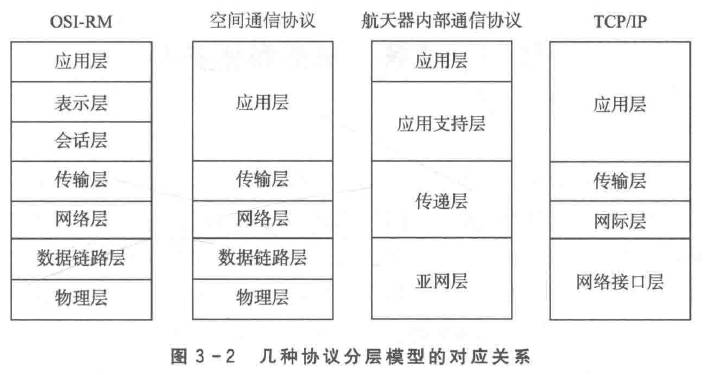 OSI-RM 空间通信协议 航天器内部通信协议 TCP/IP
应用层
表示层
会话层
传输层
网络层
数据链路层
物理层
应用层
传输层
网络层
数据链路层
物理层
应用层
应用支持层
传递层
亚网层
应用层
传输层
网际层
网络接口层
图 3-2 几种协议分层模型的对应关系